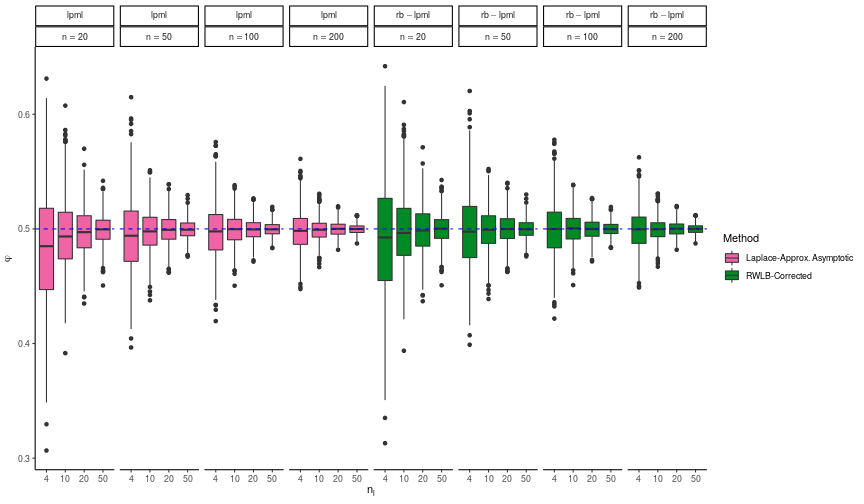 lpml lpml lpml lpml rb − lpml rb − lpml rb − lpml rb − lpml
n = 20 n = 50 n = 100 n = 200 n = 20 n = 50 n = 100 n = 200
0.6
0.5
0.4
0.3
φ
4 10 20 50 4 10 20 50 4 10 20 50 4 10 20 50 4 10 20 50 4 10 20 50 4 10 20 50 4 10 20 50
n_i
Method
Laplace-Approx. Asymptotic
RWLB-Corrected